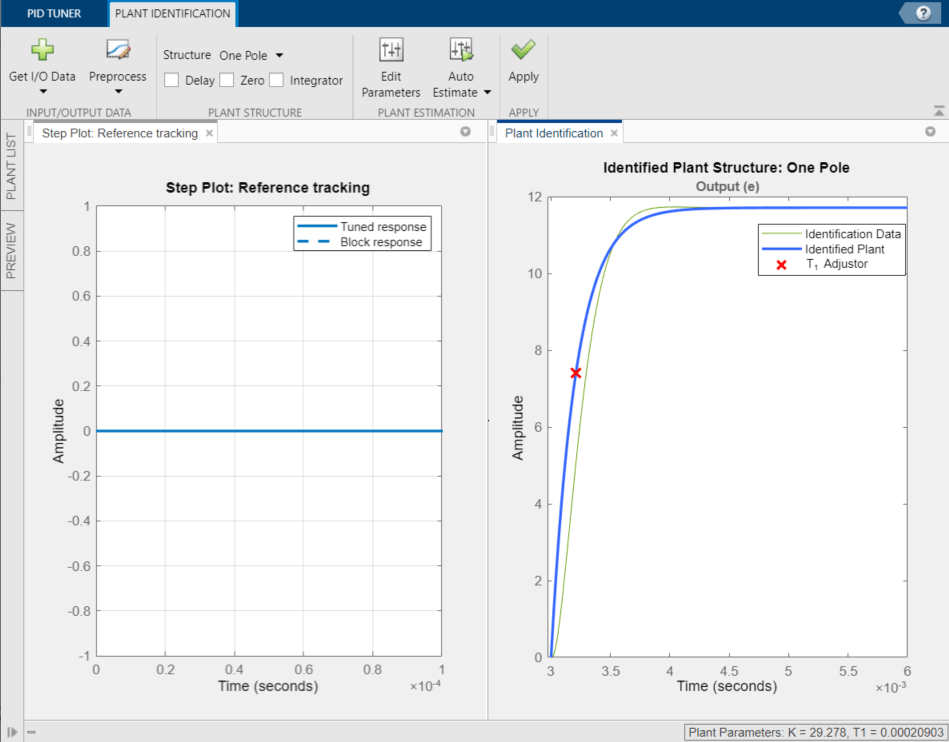 PID TUNER
PLANT IDENTIFICATION
?
Get I/O Data
Preprocess
Structure One Pole
Delay Zero Integrator
Edit Parameters
Auto Estimate
Apply
INPUT/OUTPUT DATA
PLANT STRUCTURE
PLANT ESTIMATION
APPLY
PLANT LIST
PREVIEW
Step Plot: Reference tracking ×
Step Plot: Reference tracking
Tuned response
Block response
1
0.8
0.6
0.4
0.2
0
-0.2
-0.4
-0.6
-0.8
-1
Amplitude
0 0.2 0.4 0.6 0.8 1
Time (seconds)
×10⁻⁴
Plant Identification ×
Identified Plant Structure: One Pole
Output (e)
Identification Data
Identified Plant
T₁ Adjustor
12
10
8
6
4
2
0
Amplitude
3 3.5 4 4.5 5 5.5 6
Time (seconds)
×10⁻³
Plant Parameters: K = 29.278, T1 = 0.00020903